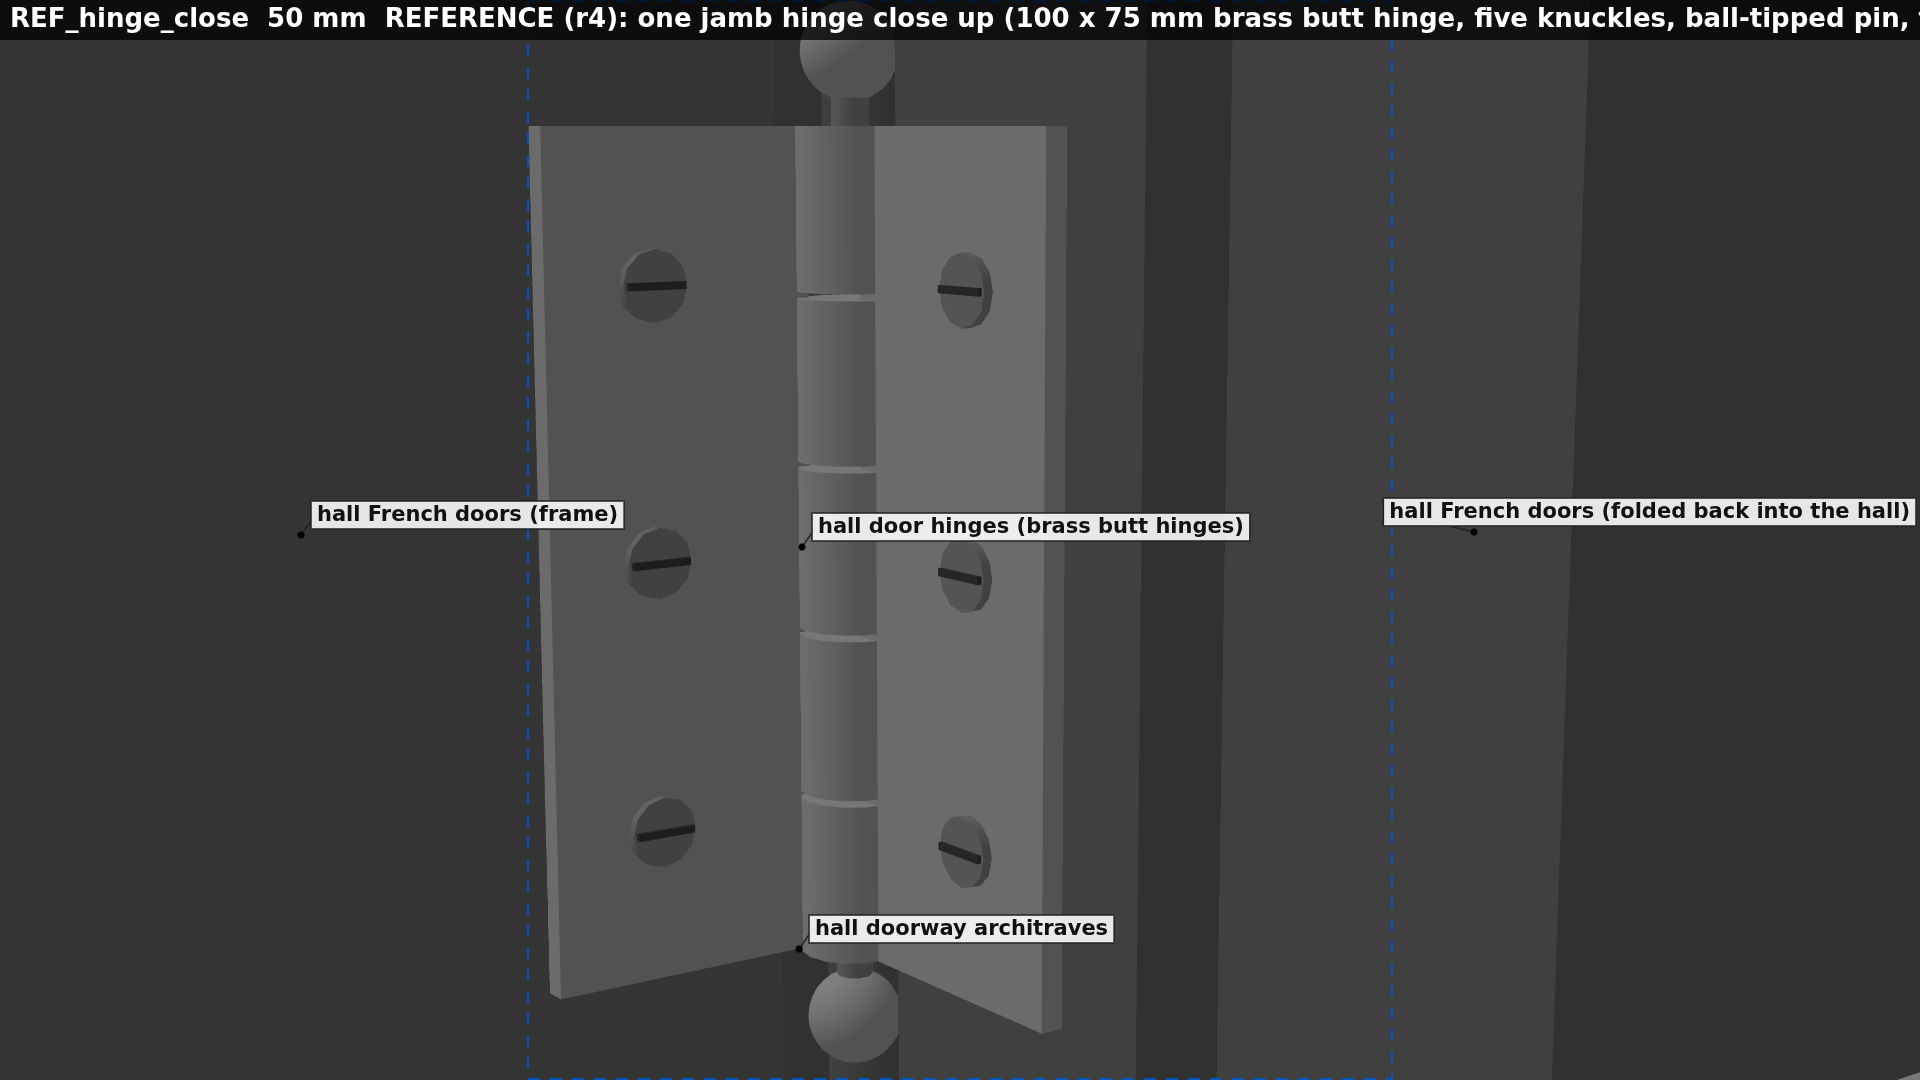 REF_hinge_close  50 mm  REFERENCE (r4): one jamb hinge close up (100 x 75 mm brass butt hinge, five knuckles, ball-tipped pin,
hall French doors (frame)
hall door hinges (brass butt hinges)
hall French doors (folded back into the hall)
hall doorway architraves